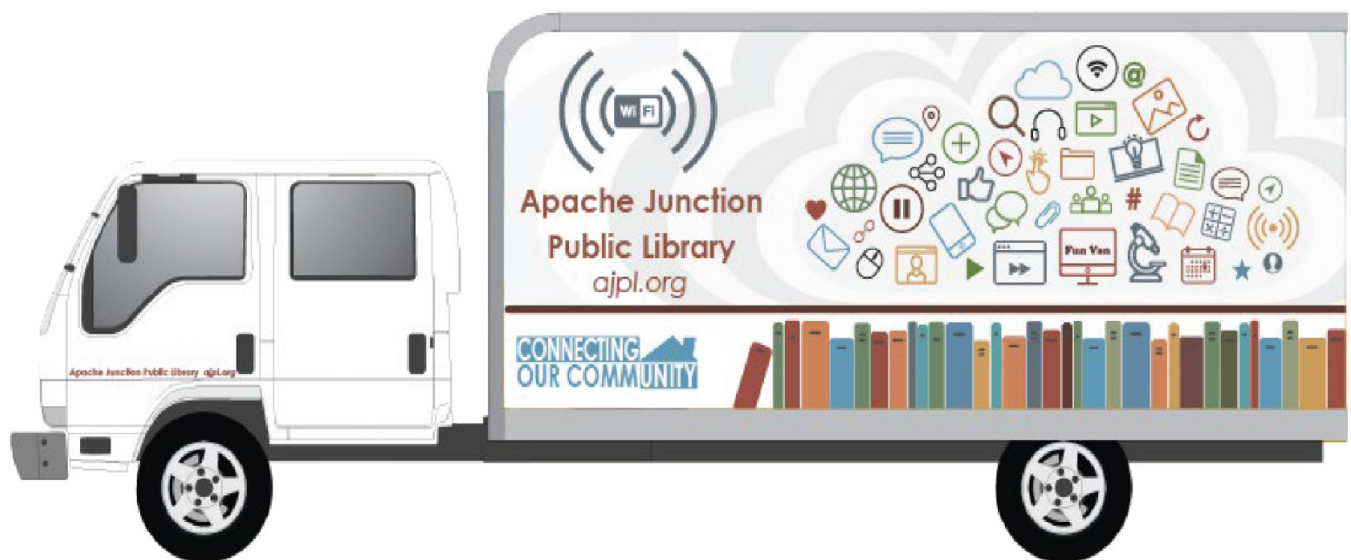 WiFi
Apache Junction
Public Library
ajpl.org
@
#
Fun Van
CONNECTING
OUR COMMUNITY
Apache Junction Public Library ajpl.org